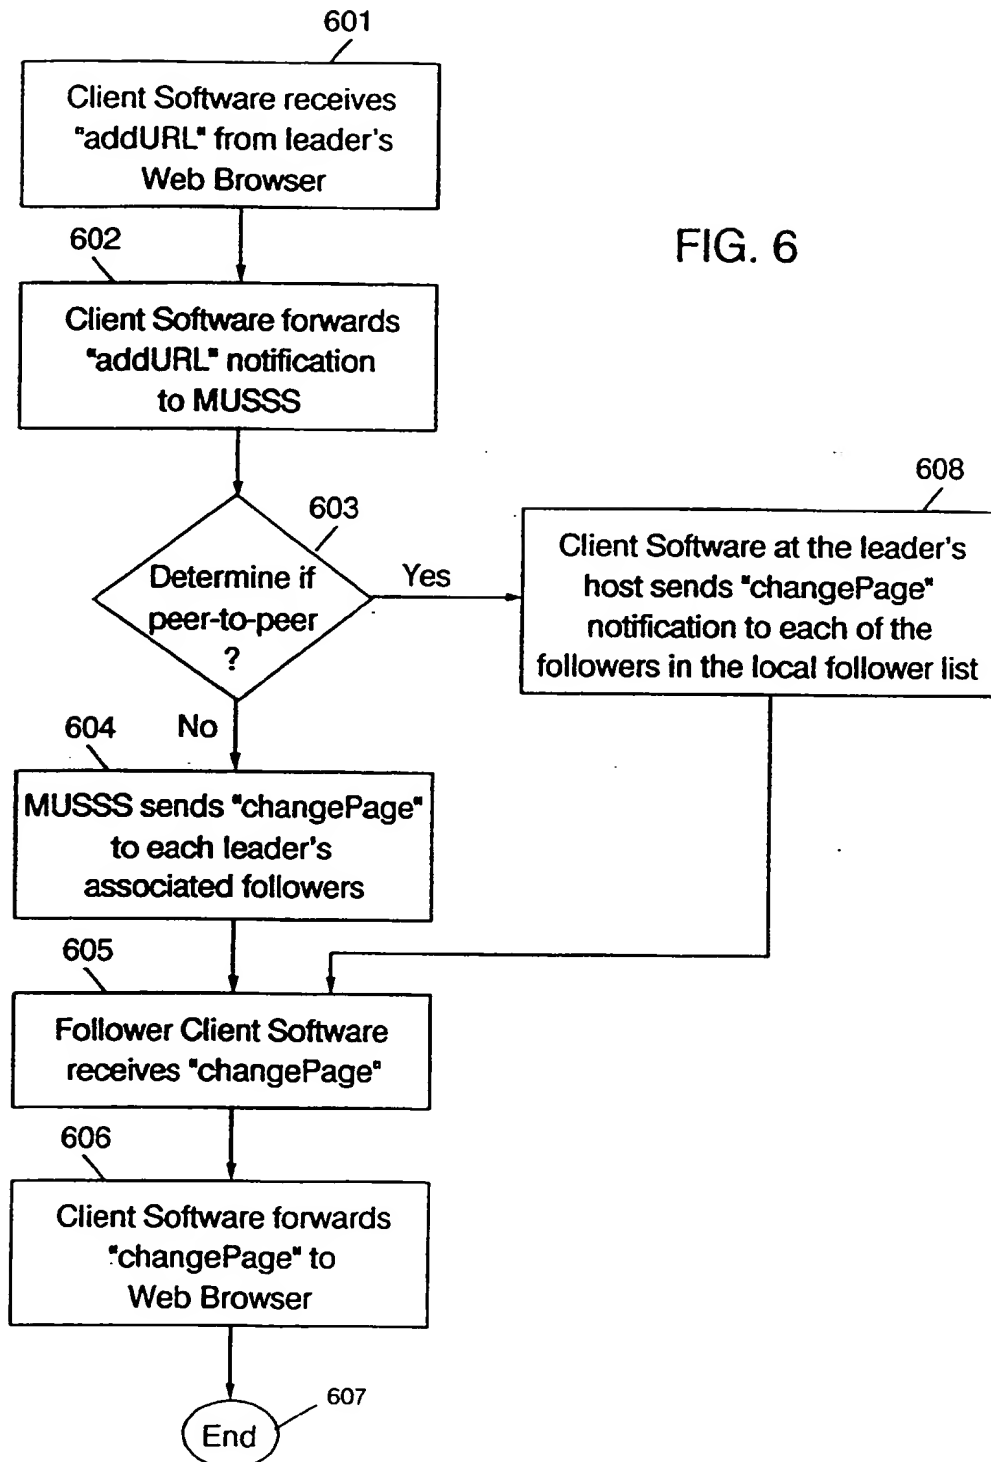 601
Client Software receives
"addURL" from leader's
Web Browser
602
FIG. 6
Client Software forwards
"addURL" notification
to MUSSS
603
Determine if
peer-to-peer
?
Yes
No
608
Client Software at the leader's
host sends "changePage"
notification to each of the
followers in the local follower list
604
MUSSS sends "changePage"
to each leader's
associated followers
605
Follower Client Software
receives "changePage"
606
Client Software forwards
"changePage" to
Web Browser
607
End